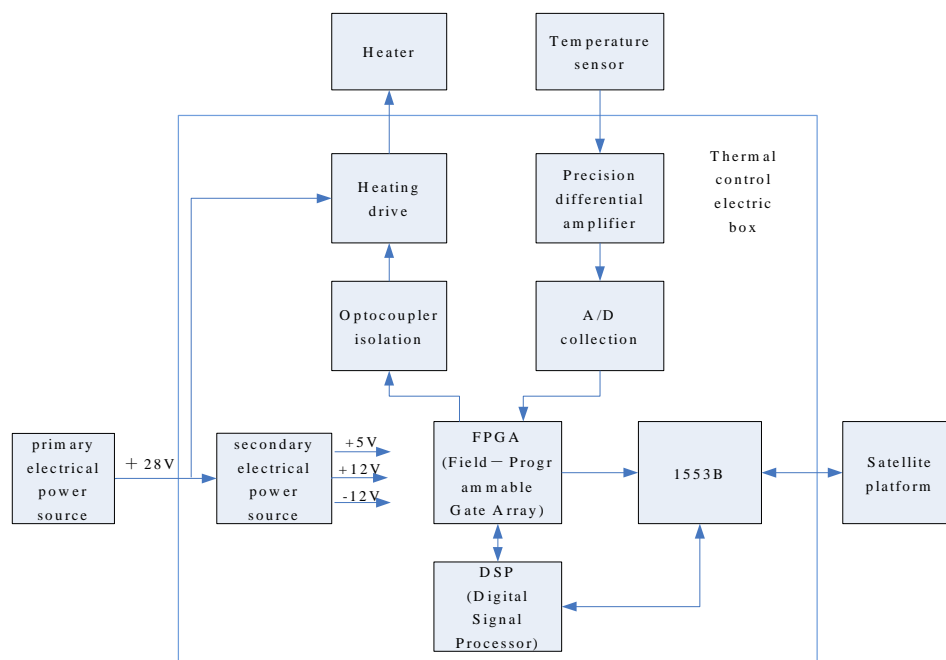 Heater
Temperature
sensor
Thermal
control
electric
box
Heating
drive
Precision
differential
amplifier
Optocoupler
isolation
A/D
collection
primary
electrical
power
source
+28V
secondary
electrical
power
source
+5V
+12V
-12V
FPGA
(Field－Progr
ammable
Gate Array)
1553B
Satellite
platform
DSP
(Digital
Signal
Processor)